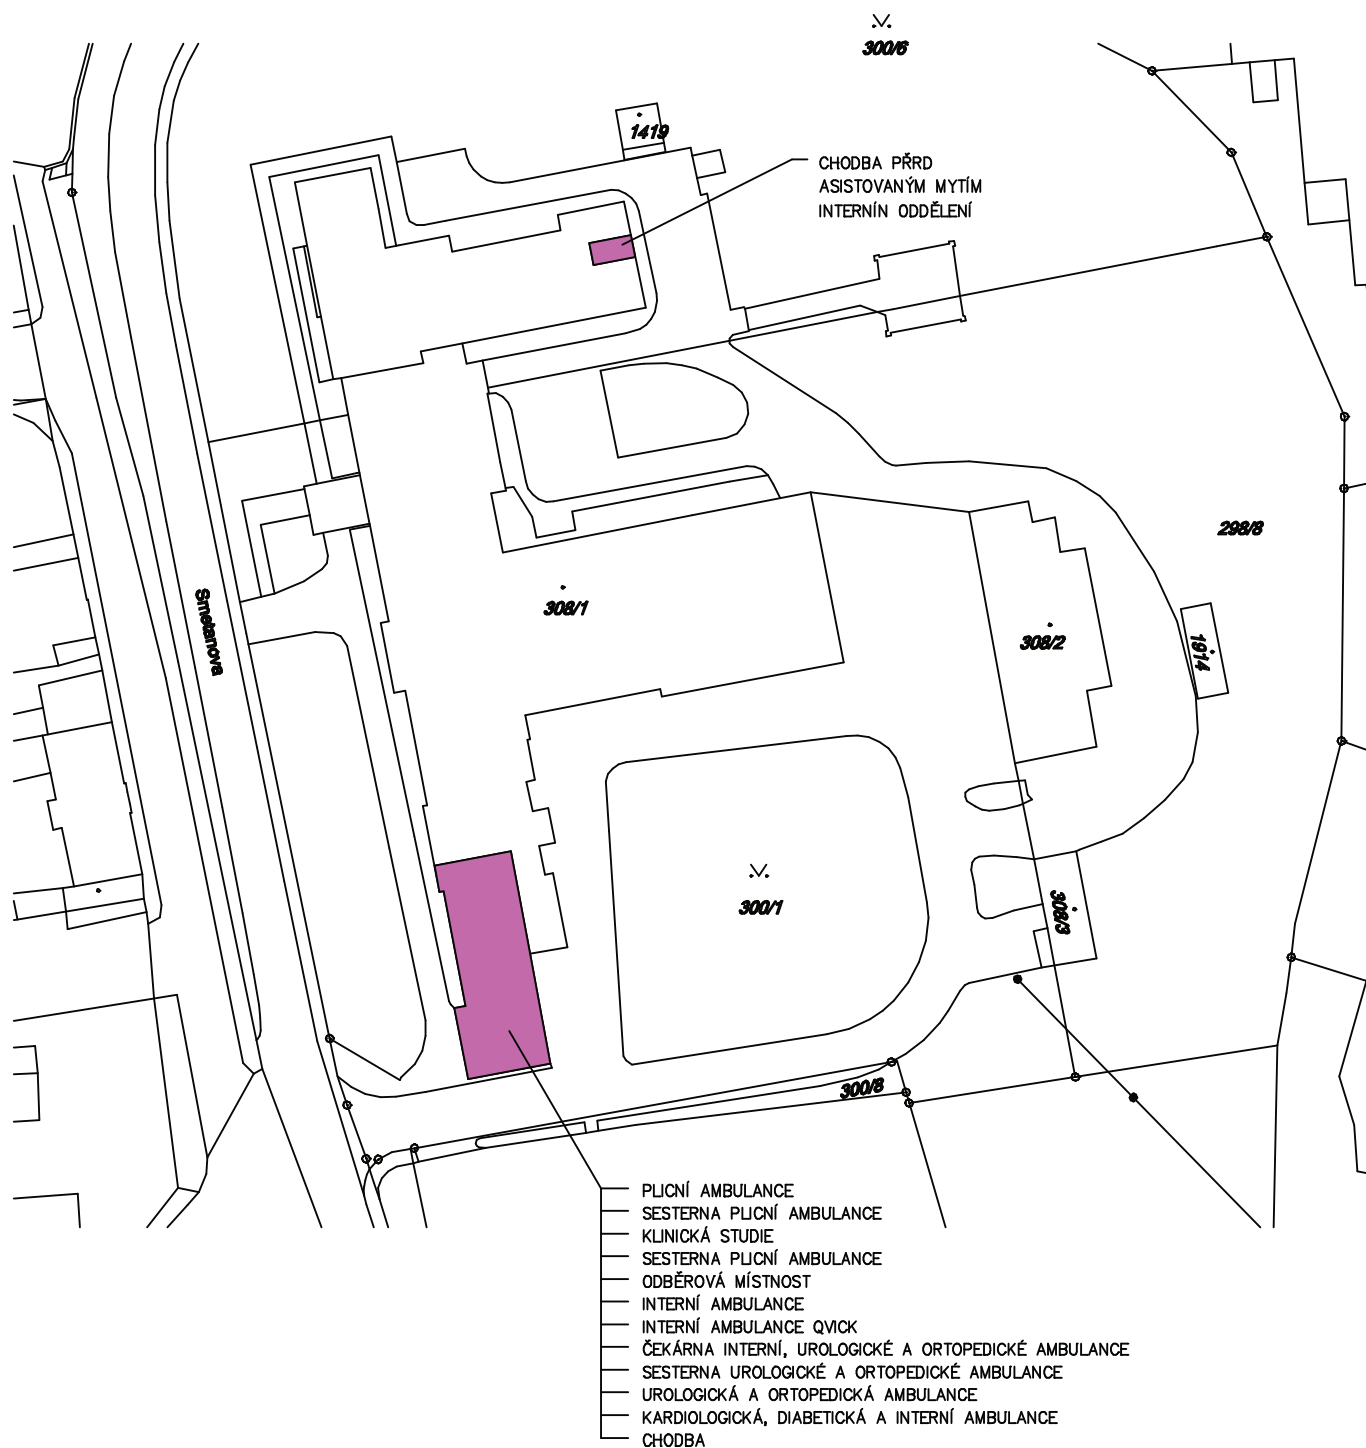 300/6
1419
CHODBA PŘRD
ASISTOVANÝM MYTÍM
INTERNÍN ODDĚLENÍ
298/8
Smetanova
308/1
308/2
1914
300/1
308/3
300/8
PLICNÍ AMBULANCE
SESTERNA PLICNÍ AMBULANCE
KLINICKÁ STUDIE
SESTERNA PLICNÍ AMBULANCE
ODBĚROVÁ MÍSTNOST
INTERNÍ AMBULANCE
INTERNÍ AMBULANCE QVICK
ČEKÁRNA INTERNÍ, UROLOGICKÉ A ORTOPEDICKÉ AMBULANCE
SESTERNA UROLOGICKÉ A ORTOPEDICKÉ AMBULANCE
UROLOGICKÁ A ORTOPEDICKÁ AMBULANCE
KARDIOLOGICKÁ, DIABETICKÁ A INTERNÍ AMBULANCE
CHODBA